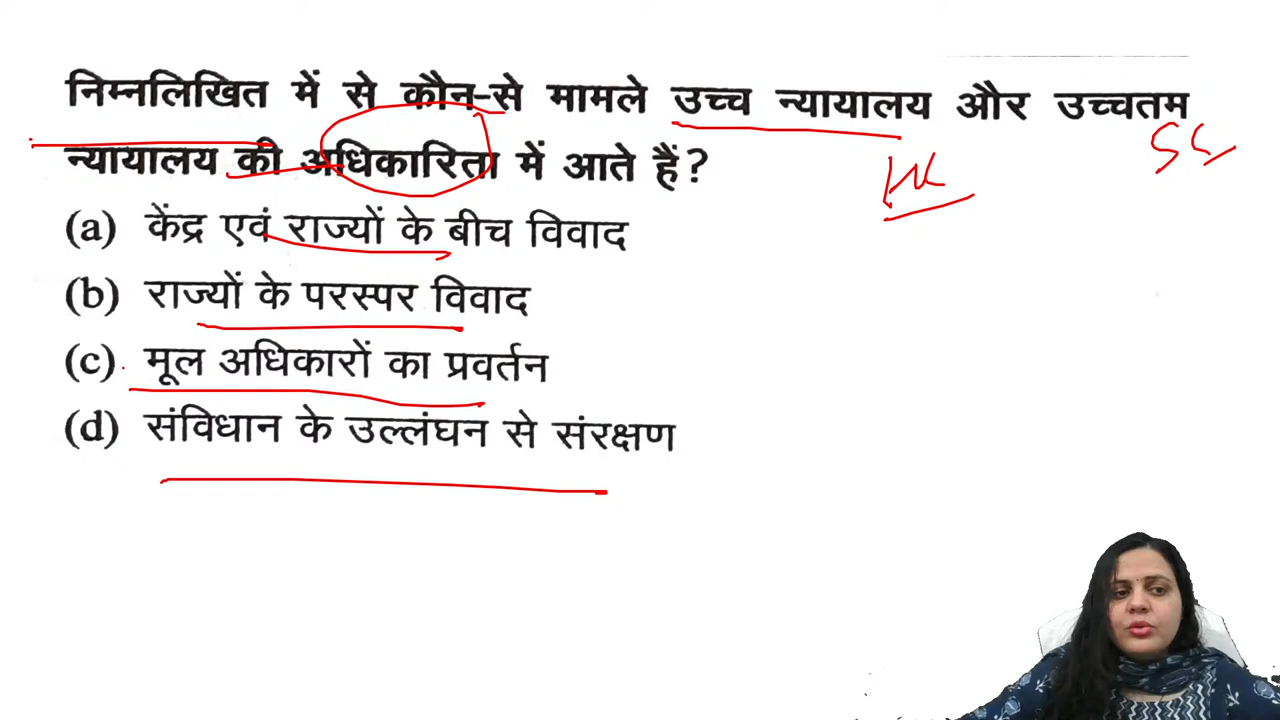 निम्नलिखित में से कौन-से मामले उच्च न्यायालय और उच्चतम
न्यायालय की अधिकारिता में आते हैं?
HC
SC
(a) केंद्र एवं राज्यों के बीच विवाद
(b) राज्यों के परस्पर विवाद
(c) मूल अधिकारों का प्रवर्तन
(d) संविधान के उल्लंघन से संरक्षण